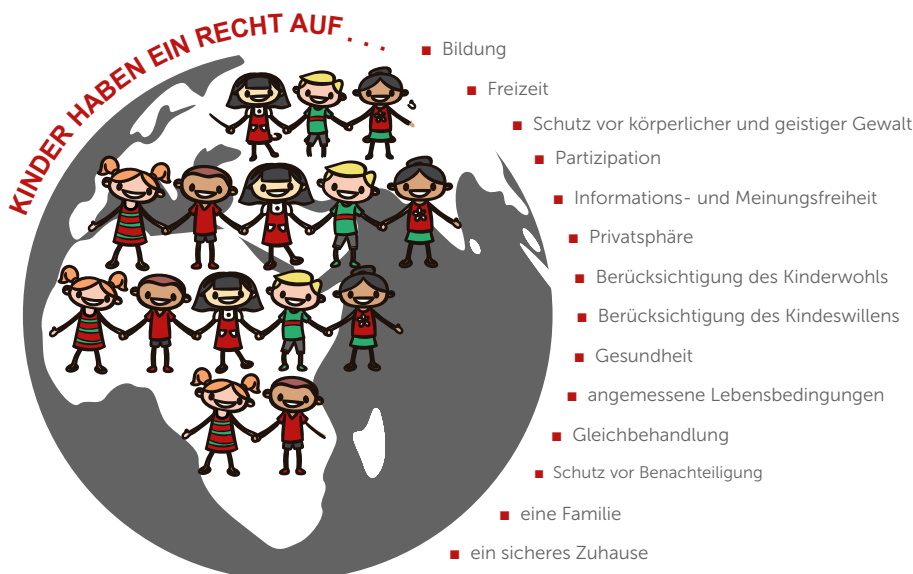 KINDER HABEN EIN RECHT AUF . . .
Bildung
Freizeit
Schutz vor körperlicher und geistiger Gewalt
Partizipation
Informations- und Meinungsfreiheit
Privatsphäre
Berücksichtigung des Kinderwohls
Berücksichtigung des Kindeswillens
Gesundheit
angemessene Lebensbedingungen
Gleichbehandlung
Schutz vor Benachteiligung
eine Familie
ein sicheres Zuhause